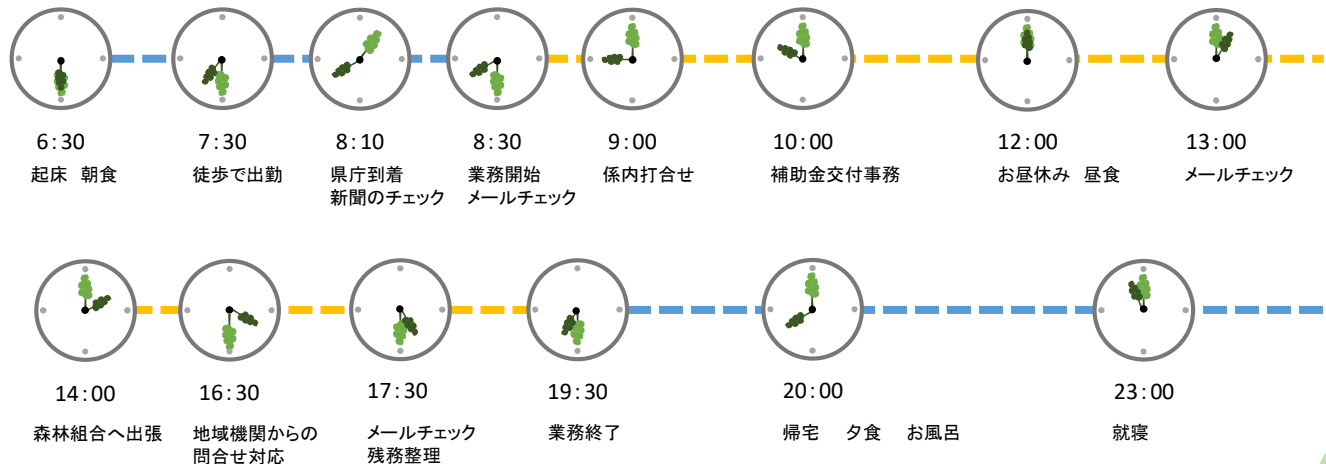 6:30
起床　朝食
7:30
徒歩で出勤
8:10
県庁到着
新聞のチェック
8:30
業務開始
メールチェック
9:00
係内打合せ
10:00
補助金交付事務
12:00
お昼休み　昼食
13:00
メールチェック
14:00
森林組合へ出張
16:30
地域機関からの
問合せ対応
17:30
メールチェック
残務整理
19:30
業務終了
20:00
帰宅　夕食　お風呂
23:00
就寝